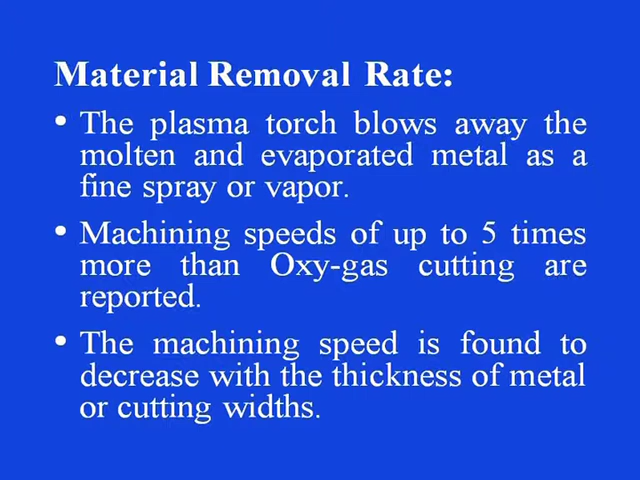 Material Removal Rate:
• The plasma torch blows away the
molten and evaporated metal as a
fine spray or vapor.
• Machining speeds of up to 5 times
more than Oxy-gas cutting are
reported.
• The machining speed is found to
decrease with the thickness of metal
or cutting widths.